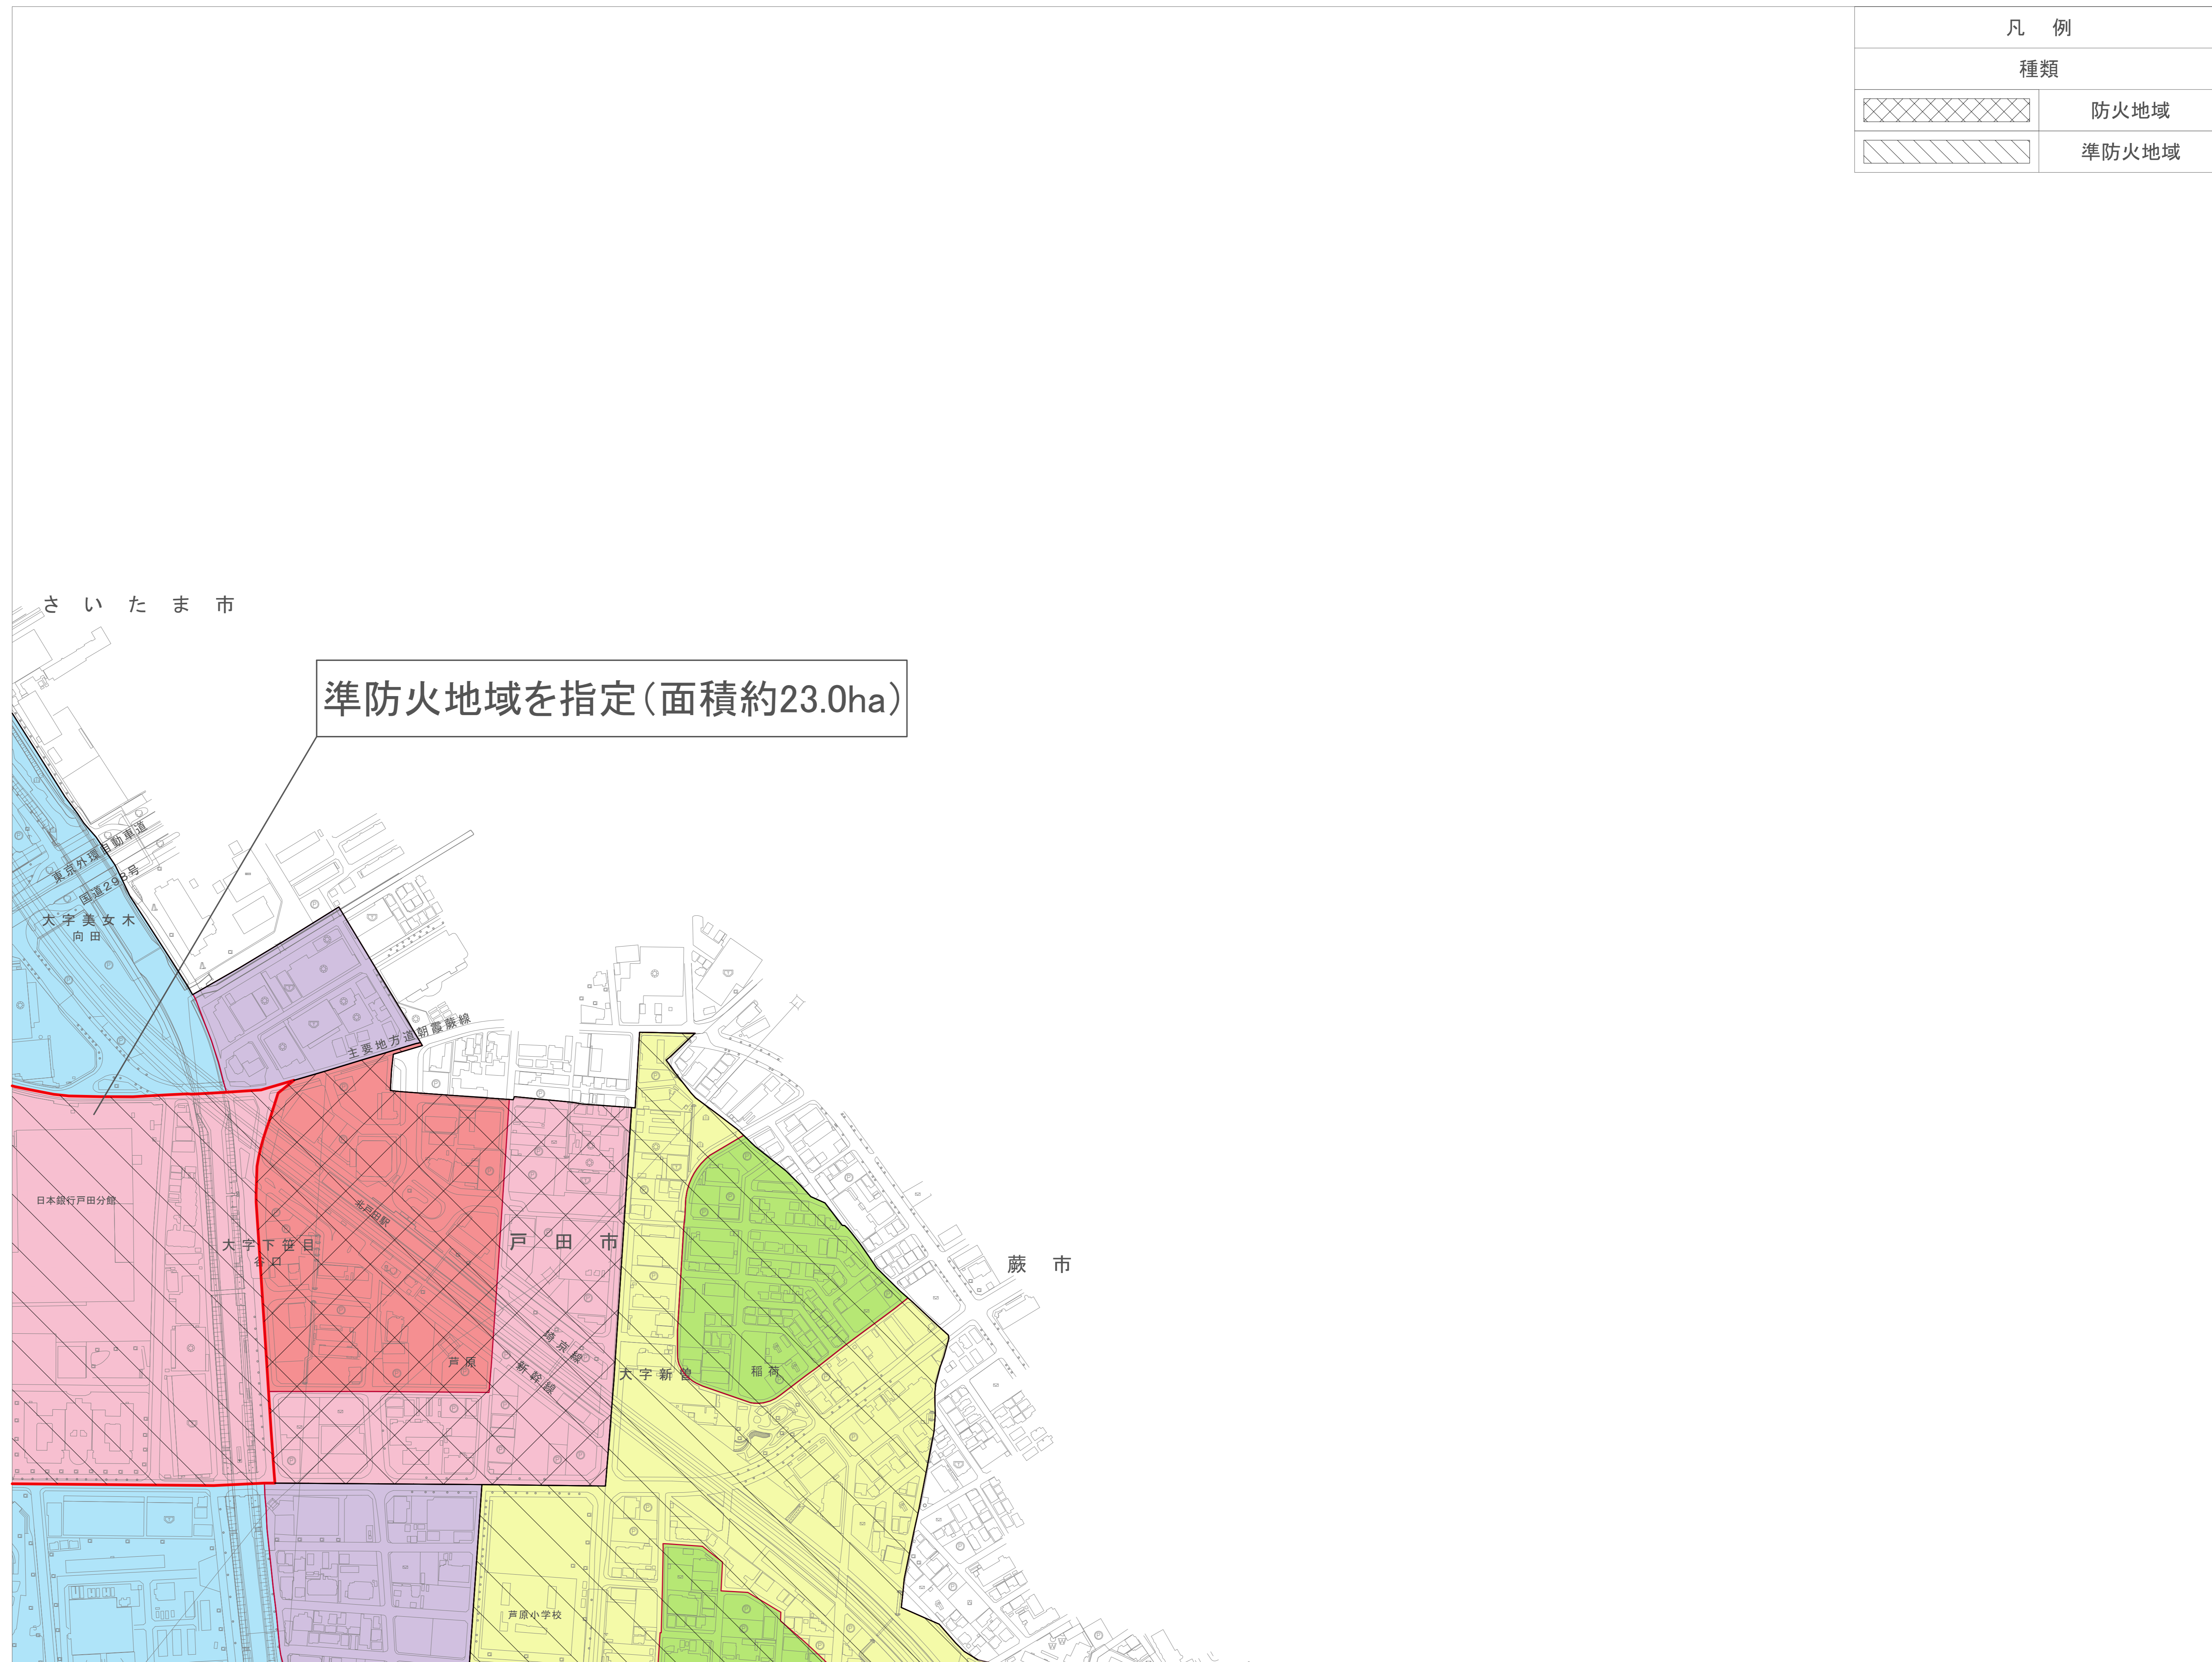 凡 例
種類
防火地域
準防火地域
さいたま市
準防火地域を指定(面積約23.0ha)
東京外環自動車道
国道298号
大字美女木
向田
主要地方道朝霞蕨線
日本銀行戸田分館
北戸田駅
大字下笹目
谷口
戸田市
蕨市
埼京線
新幹線
芦原
大字新曽
稲荷
芦原小学校